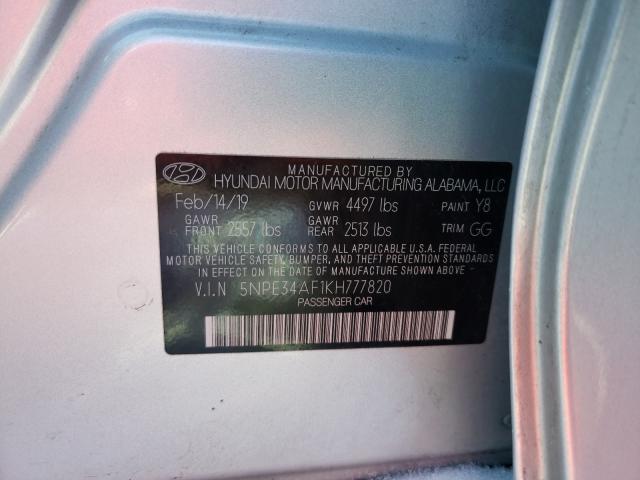 MANUFACTURED BY
HYUNDAI MOTOR MANUFACTURING ALABAMA, LLC
Feb/14/19 GVWR 4497 lbs PAINT Y8
GAWR FRONT 2557 lbs GAWR REAR 2513 lbs TRIM GG
THIS VEHICLE CONFORMS TO ALL APPLICABLE U.S.A. FEDERAL
MOTOR VEHICLE SAFETY, BUMPER, AND THEFT PREVENTION
STANDARDS IN EFFECT ON THE DATE OF MANUFACTURE
V.I.N 5NPE34AF1KH777820
PASSENGER CAR